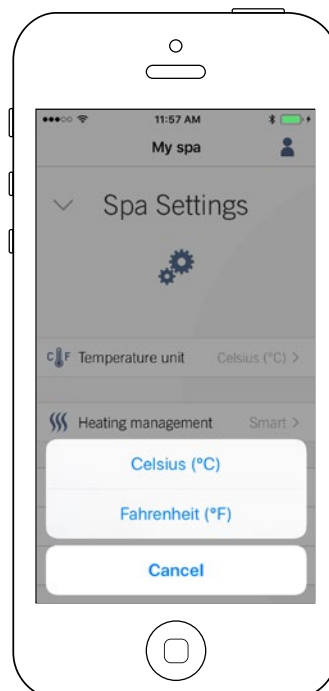 11:57 AM
My spa
Spa Settings
C F Temperature unit Celsius (°C) >
Heating management Smart >
Celsius (°C)
Fahrenheit (°F)
Cancel